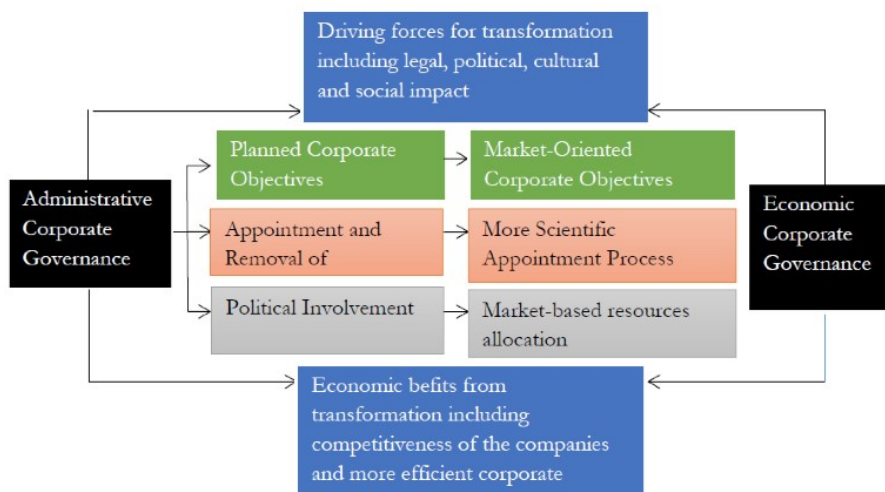 Driving forces for transformation
including legal, political, cultural
and social impact
Planned Corporate
Objectives
Market-Oriented
Corporate Objectives
Administrative
Corporate
Governance
Appointment and
Removal of
More Scientific
Appointment Process
Economic
Corporate
Governance
Political Involvement
Market-based resources
allocation
Economic befits from
transformation including
competitiveness of the companies
and more efficient corporate